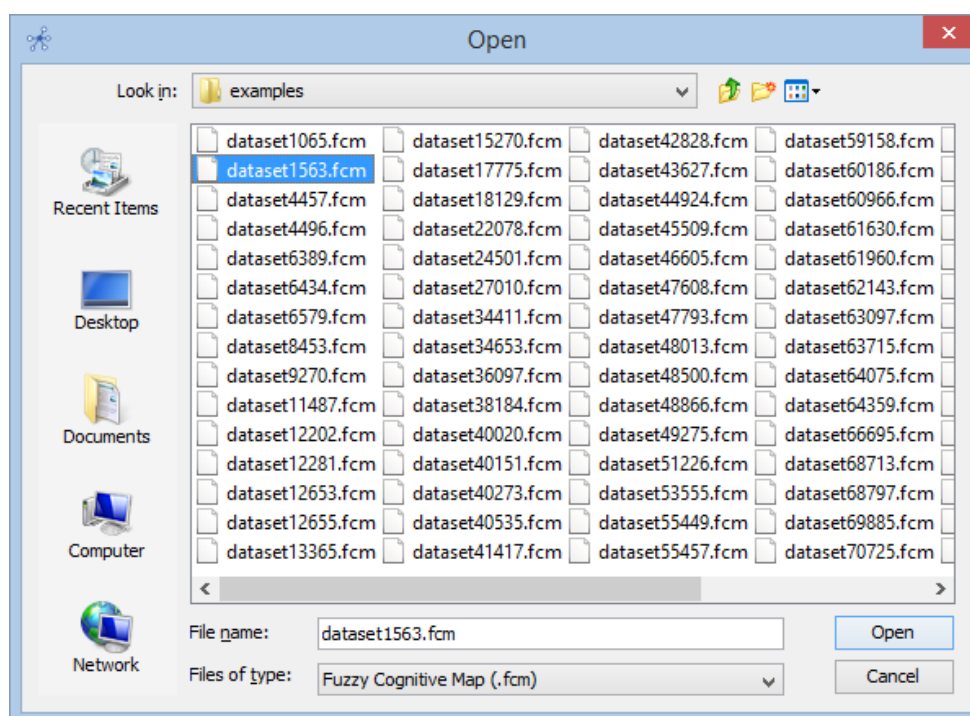 Open
Look in: examples
Recent Items
Desktop
Documents
Computer
Network
dataset1065.fcm dataset15270.fcm dataset42828.fcm dataset59158.fcm
dataset1563.fcm dataset17775.fcm dataset43627.fcm dataset60186.fcm
dataset4457.fcm dataset18129.fcm dataset44924.fcm dataset60966.fcm
dataset4496.fcm dataset22078.fcm dataset45509.fcm dataset61630.fcm
dataset6389.fcm dataset24501.fcm dataset46605.fcm dataset61960.fcm
dataset6434.fcm dataset27010.fcm dataset47608.fcm dataset62143.fcm
dataset6579.fcm dataset34411.fcm dataset47793.fcm dataset63097.fcm
dataset8453.fcm dataset34653.fcm dataset48013.fcm dataset63715.fcm
dataset9270.fcm dataset36097.fcm dataset48500.fcm dataset64075.fcm
dataset11487.fcm dataset38184.fcm dataset48866.fcm dataset64359.fcm
dataset12202.fcm dataset40020.fcm dataset49275.fcm dataset66695.fcm
dataset12281.fcm dataset40151.fcm dataset51226.fcm dataset68713.fcm
dataset12653.fcm dataset40273.fcm dataset53555.fcm dataset68797.fcm
dataset12655.fcm dataset40535.fcm dataset55449.fcm dataset69885.fcm
dataset13365.fcm dataset41417.fcm dataset55457.fcm dataset70725.fcm
File name: dataset1563.fcm Open
Files of type: Fuzzy Cognitive Map (.fcm) Cancel